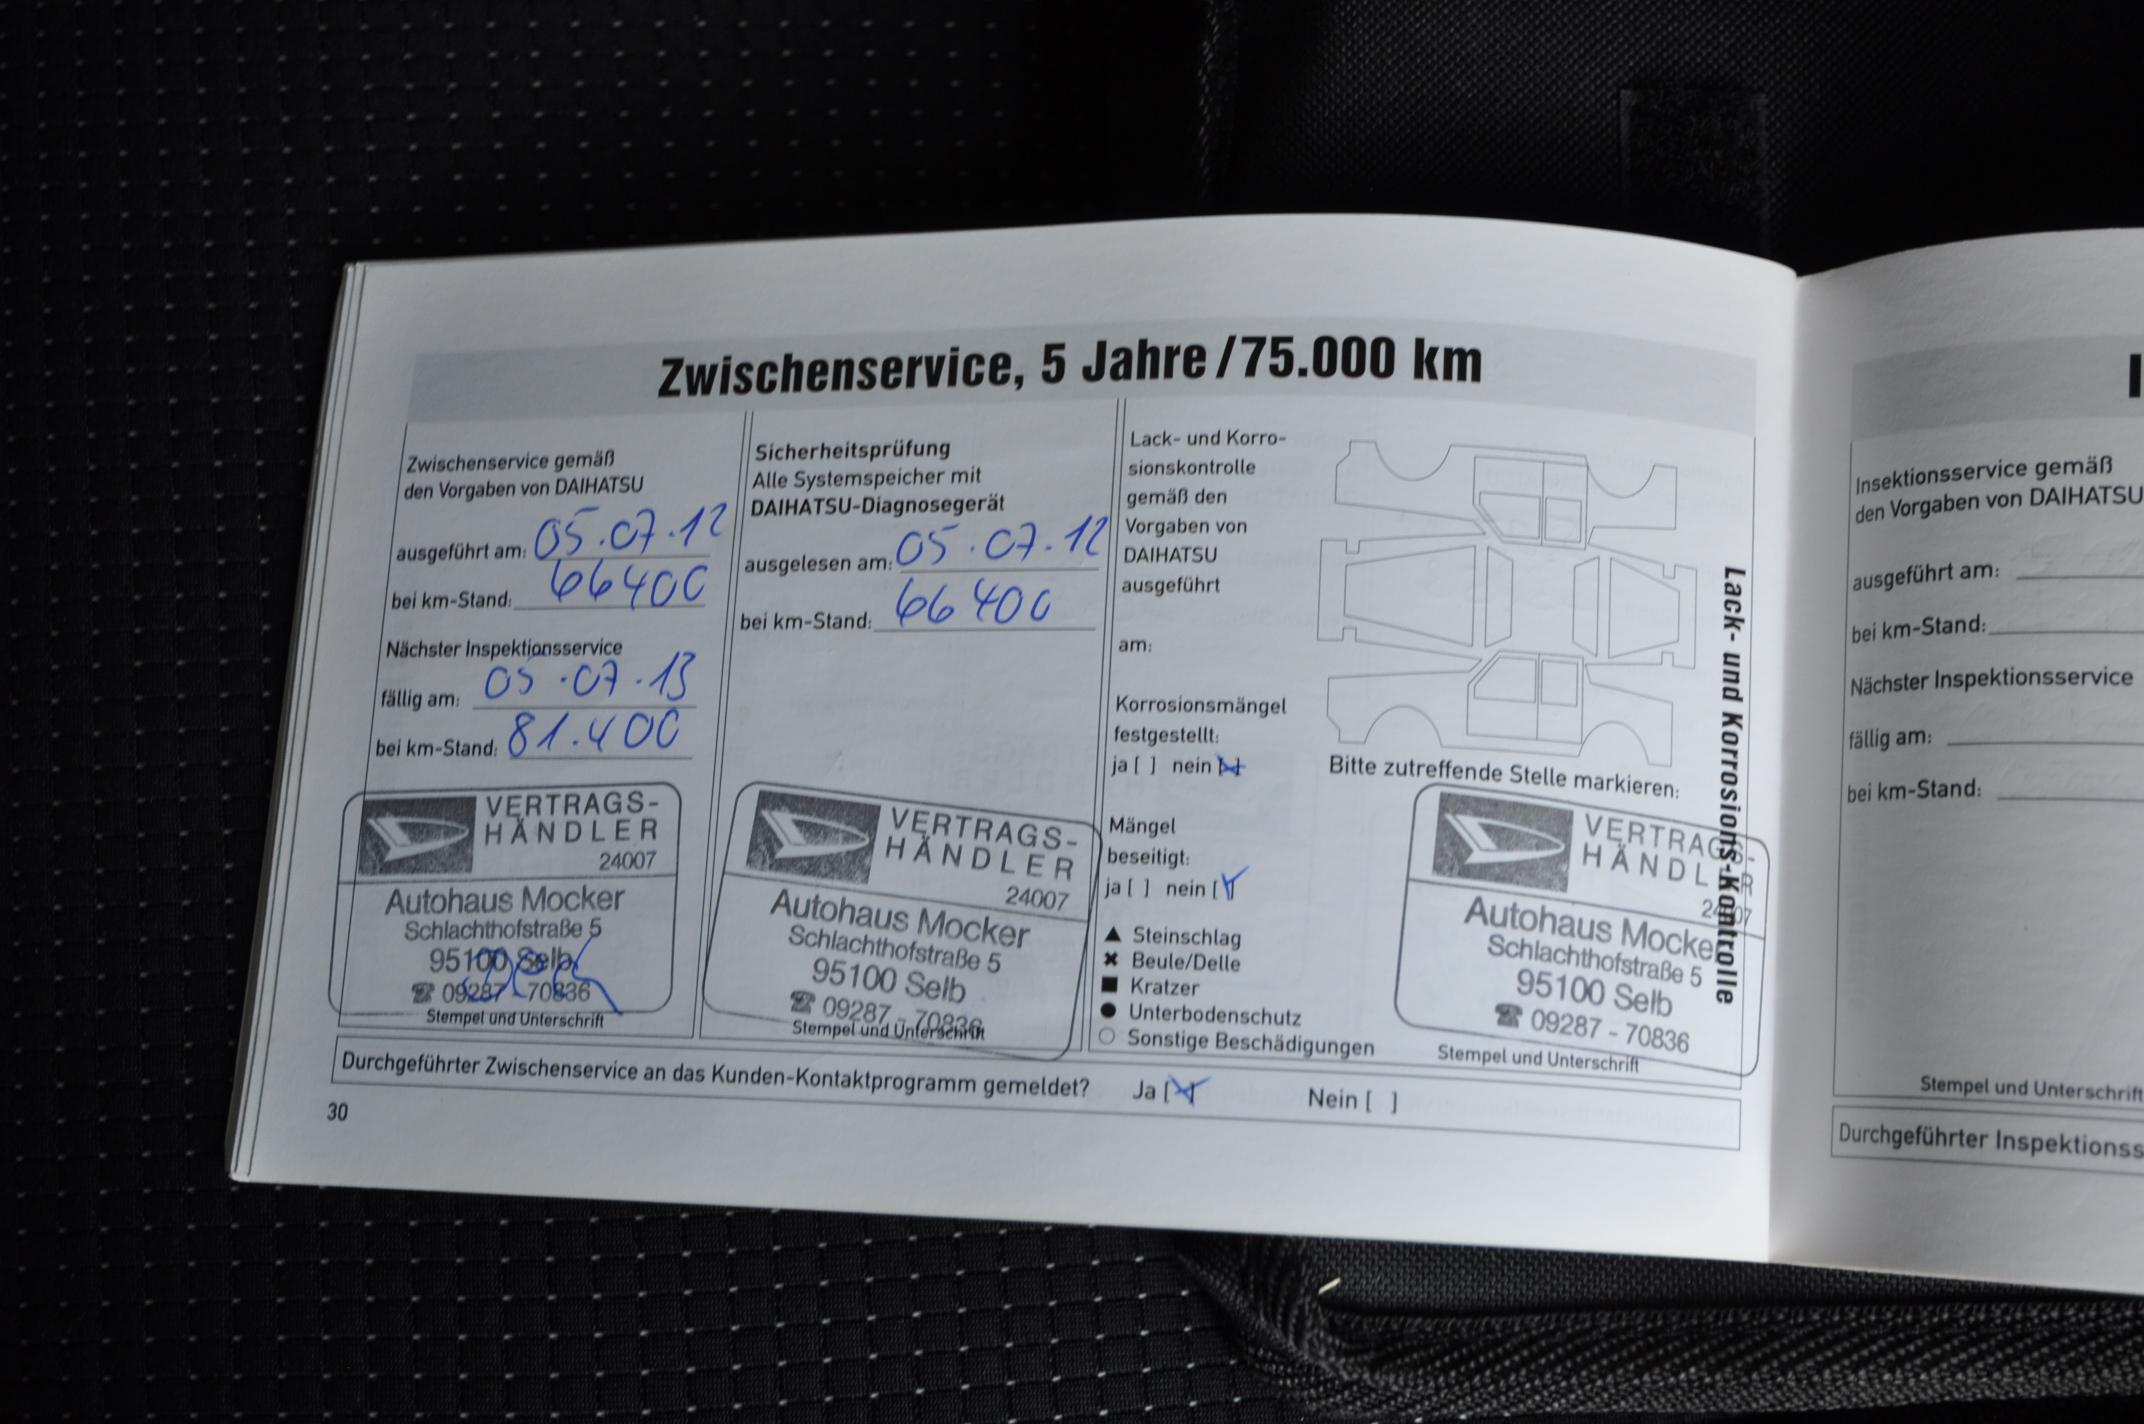 Zwischenservice, 5 Jahre/75.000 km
Zwischenservice gemäß
den Vorgaben von DAIHATSU
ausgeführt am: 05.07.12
bei km-Stand: 66400
Nächster Inspektionsservice
fällig am: 05.07.13
bei km-Stand: 81.400
VERTRAGS-
HÄNDLER
24007
Autohaus Mocker
Schlachthofstraße 5
95100 Selb
☎ 09287 - 70836
Stempel und Unterschrift
Sicherheitsprüfung
Alle Systemspeicher mit
DAIHATSU-Diagnosegerät
ausgelesen am: 05.07.12
bei km-Stand: 66400
VERTRAGS-
HÄNDLER
24007
Autohaus Mocker
Schlachthofstraße 5
95100 Selb
☎ 09287 - 70836
Stempel und Unterschrift
Lack- und Korro-
sionskontrolle
gemäß den
Vorgaben von
DAIHATSU
ausgeführt
am:
Korrosionsmängel
festgestellt:
ja [ ] nein [x]
Mängel
beseitigt:
ja [ ] nein [x]
▲ Steinschlag
✖ Beule/Delle
■ Kratzer
● Unterbodenschutz
○ Sonstige Beschädigungen
Bitte zutreffende Stelle markieren:
VERTRAGS-
HÄNDLER
24007
Autohaus Mocker
Schlachthofstraße 5
95100 Selb
☎ 09287 - 70836
Stempel und Unterschrift
Lack- und Korrosions-Kontrolle
Durchgeführter Zwischenservice an das Kunden-Kontaktprogramm gemeldet? Ja [x] Nein [ ]
30
Insektionsservice gemäß
den Vorgaben von DAIHATSU
ausgeführt am:
bei km-Stand:
Nächster Inspektionsservice
fällig am:
bei km-Stand:
Stempel und Unterschrift
Durchgeführter Inspektionss